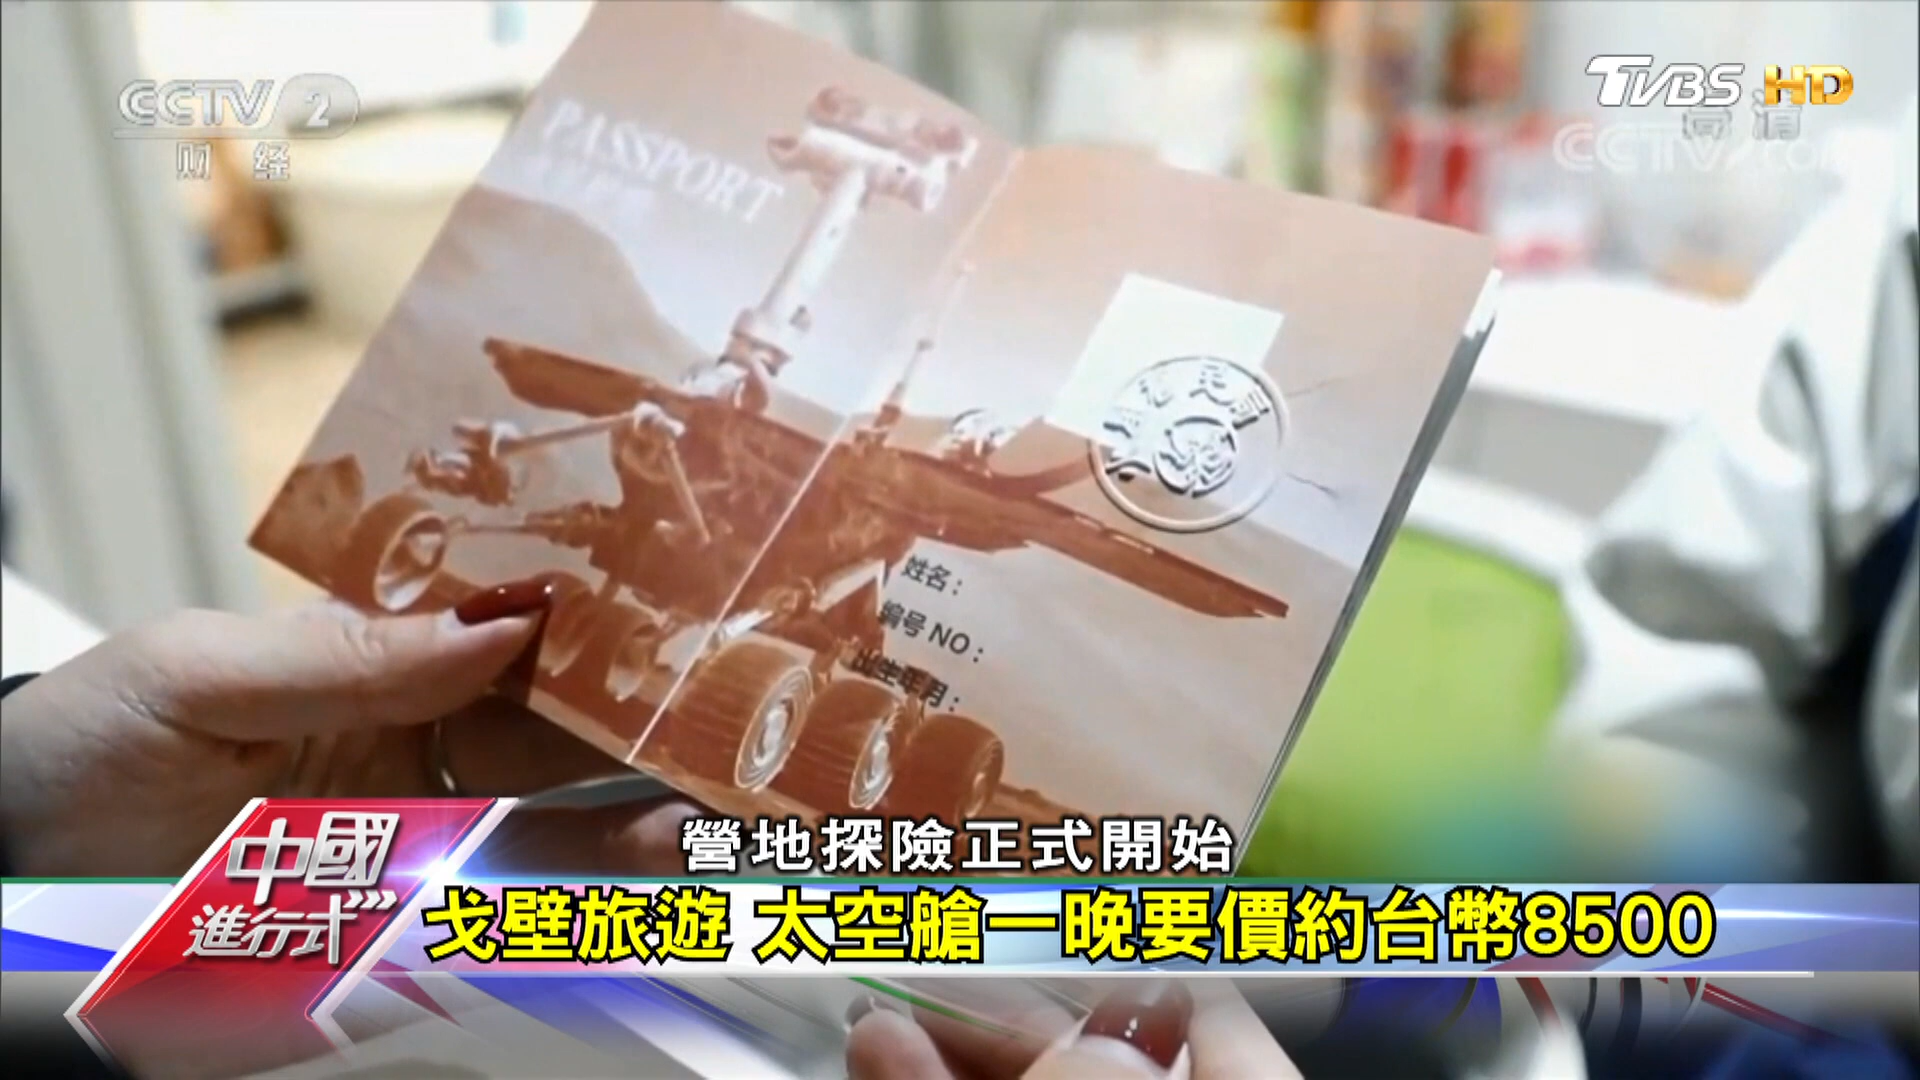 CCTV 2
财经
TVBS HD
高清
PASSPORT
姓名：
编号 NO：
出生年月：
營地探險正式開始
中國進行式
戈壁旅遊 太空艙一晚要價約台幣8500